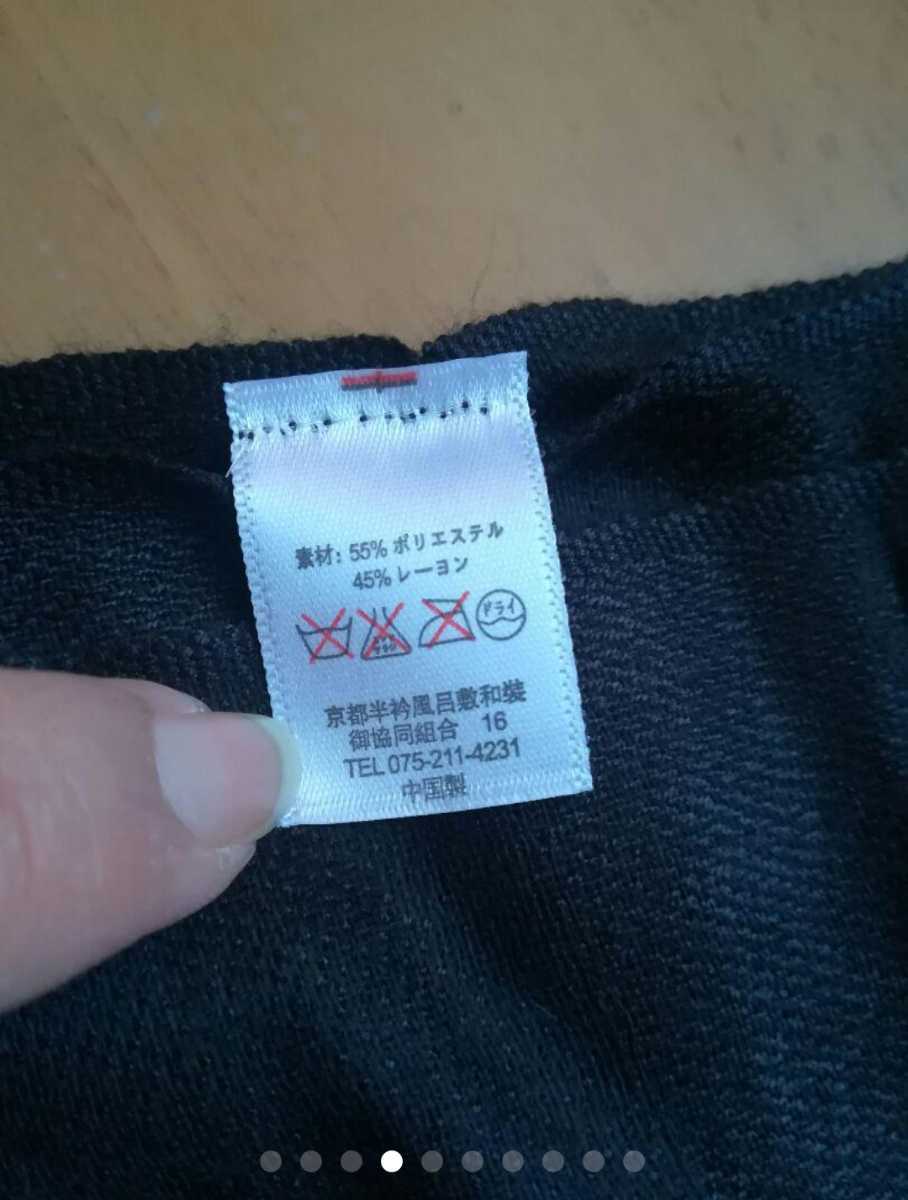 素材: 55% ポリエステル
45% レーヨン
ドライ
京都半衿風呂敷和装
御協同組合 16
TEL 075-211-4231
中国製